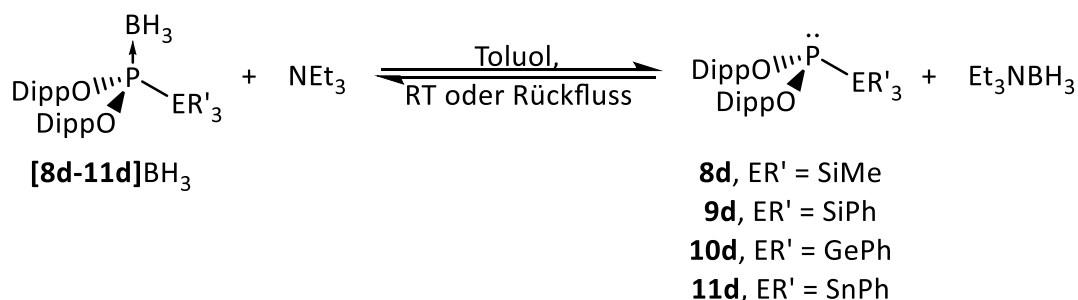 BH3
DippO P + NEt3 Toluol, DippO P + Et3NBH3
DippO ER'3 RT oder Rückfluss DippO ER'3
[8d-11d]BH3
8d, ER' = SiMe
9d, ER' = SiPh
10d, ER' = GePh
11d, ER' = SnPh